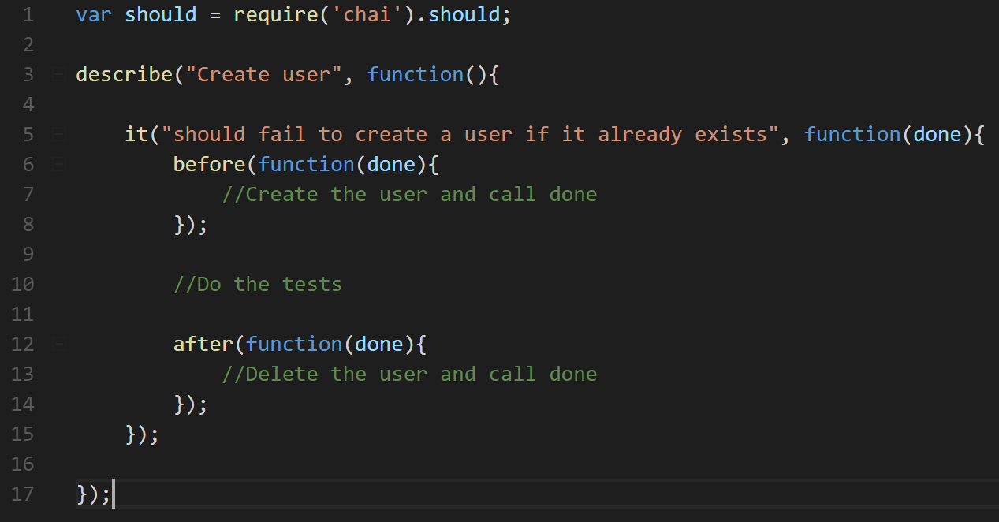 1 var should = require('chai').should;
2
3 describe("Create user", function(){
4
5 it("should fail to create a user if it already exists", function(done){
6 before(function(done){
7 //Create the user and call done
8 });
9
10 //Do the tests
11
12 after(function(done){
13 //Delete the user and call done
14 });
15 });
16
17 });